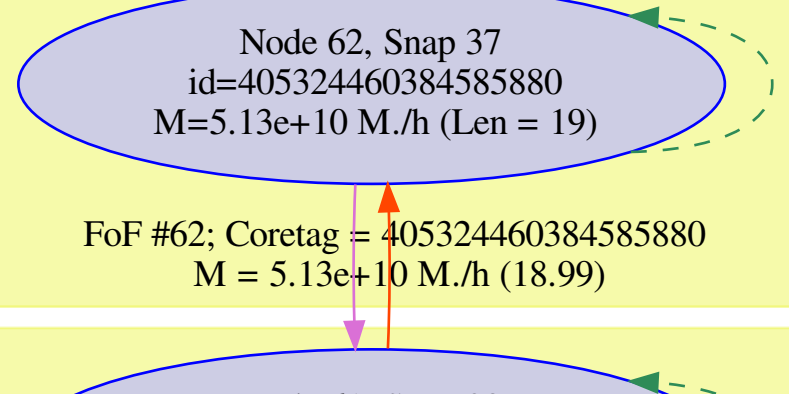 Node 62, Snap 37
id=405324460384585880
M=5.13e+10 M./h (Len = 19)
FoF #62; Coretag = 405324460384585880
M = 5.13e+10 M./h (18.99)